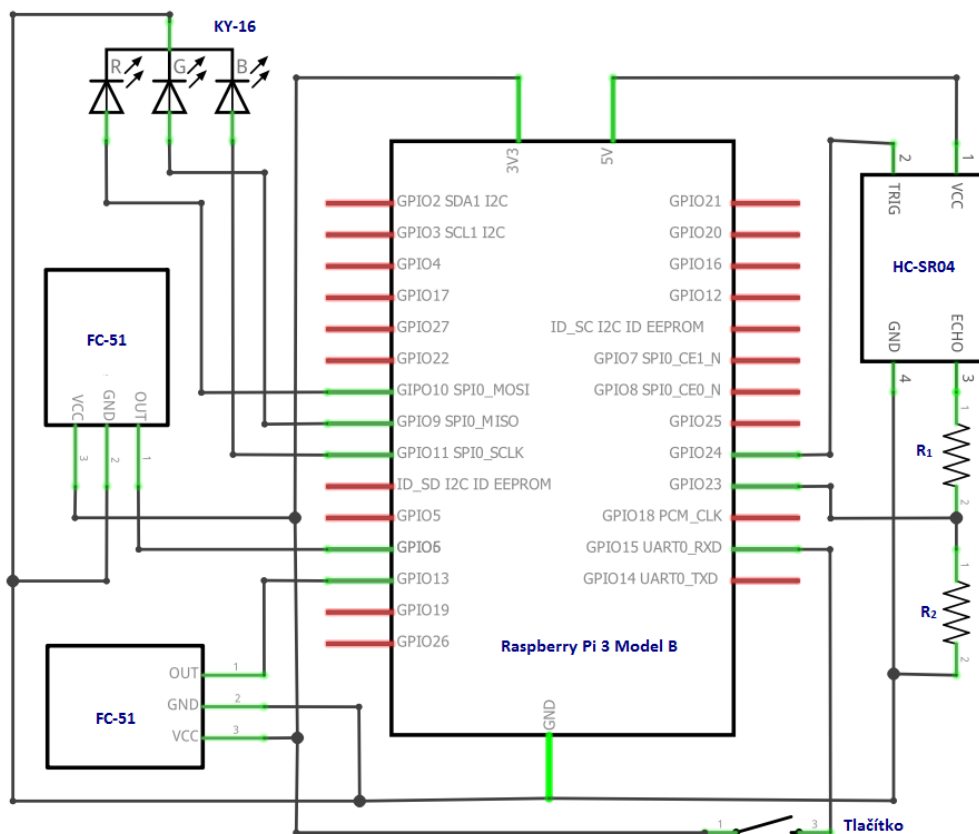 KY-16
R G B
3V3
5V
2 1
TRIG VCC
HC-SR04
GND ECHO
4 3
GPIO2 SDA1 I2C
GPIO3 SCL1 I2C
GPIO4
GPIO17
GPIO27
GPIO22
GIPO10 SPI0_MOSI
GPIO9 SPI0_MISO
GPIO11 SPI0_SCLK
ID_SD I2C ID EEPROM
GPIO5
GPIO6
GPIO13
GPIO19
GPIO26
GPIO21
GPIO20
GPIO16
GPIO12
ID_SC I2C ID EEPROM
GPIO7 SPI0_CE1_N
GPIO8 SPI0_CE0_N
GPIO25
GPIO24
GPIO23
GPIO18 PCM_CLK
GPIO15 UART0_RXD
GPIO14 UART0_TXD
Raspberry Pi 3 Model B
GND
FC-51
VCC GND OUT
3 2 1
1
R1
2
1
R2
2
FC-51
OUT 1
GND 2
VCC 3
1 3
Tlačítko